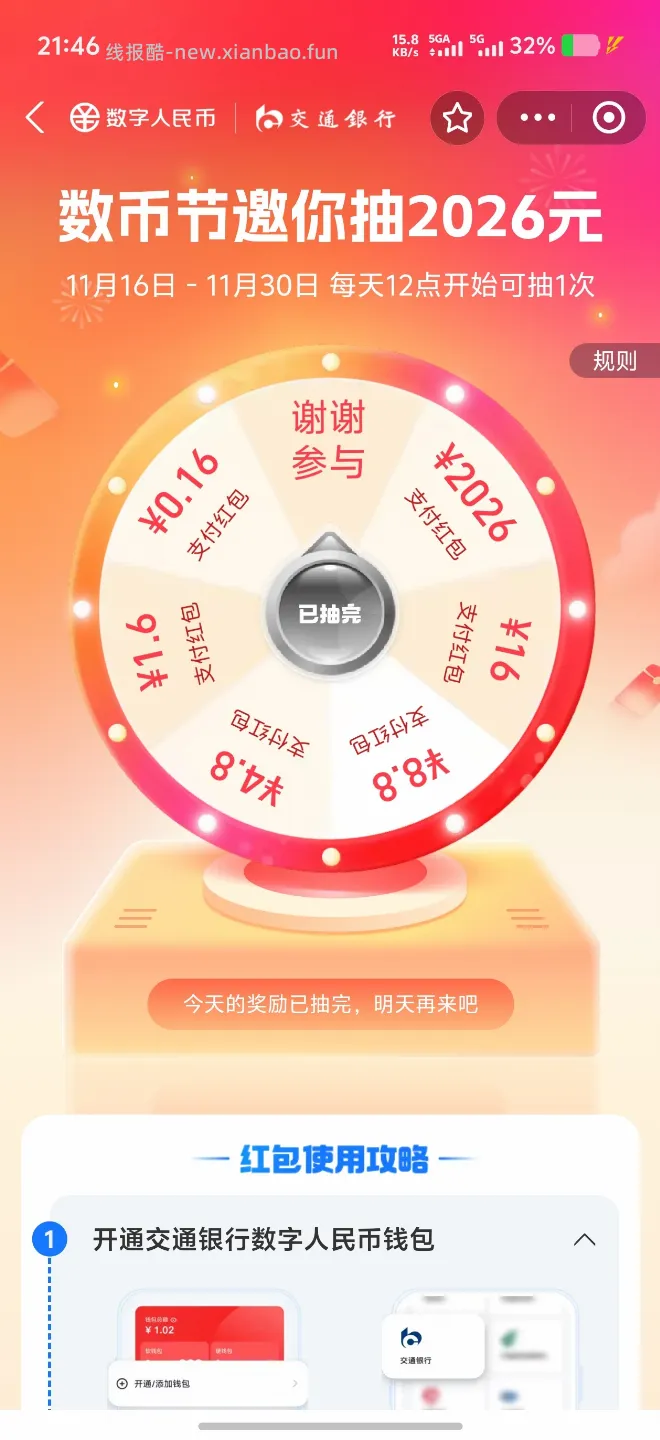 21:46 线报酷-new.xianbao.fun 15.8 KB/s 5GA 5G 32%
数字人民币 交通銀行
数币节邀你抽2026元
11月16日 - 11月30日 每天12点开始可抽1次
规则
谢谢
参与
¥2026
支付红包
¥16
支付红包
¥8.8
支付红包
¥4.8
支付红包
¥1.6
支付红包
¥0.16
支付红包
已抽完
今天的奖励已抽完，明天再来吧
红包使用攻略
1 开通交通银行数字人民币钱包
钱包总额
¥ 1.02
开通/添加钱包
交通银行